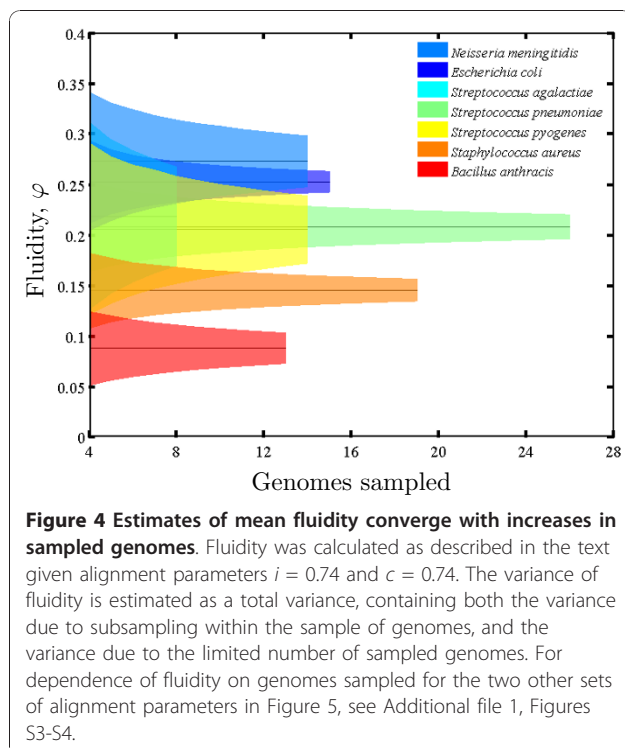 0.4
0.35
0.3
0.25
0.2
0.15
0.1
0.05
0
Fluidity, φ
Neisseria meningitidis
Escherichia coli
Streptococcus agalactiae
Streptococcus pneumoniae
Streptococcus pyogenes
Staphylococcus aureus
Bacillus anthracis
4 8 12 16 20 24 28
Genomes sampled
Figure 4 Estimates of mean fluidity converge with increases in
sampled genomes. Fluidity was calculated as described in the text
given alignment parameters i = 0.74 and c = 0.74. The variance of
fluidity is estimated as a total variance, containing both the variance
due to subsampling within the sample of genomes, and the
variance due to the limited number of sampled genomes. For
dependence of fluidity on genomes sampled for the two other sets
of alignment parameters in Figure 5, see Additional file 1, Figures
S3-S4.